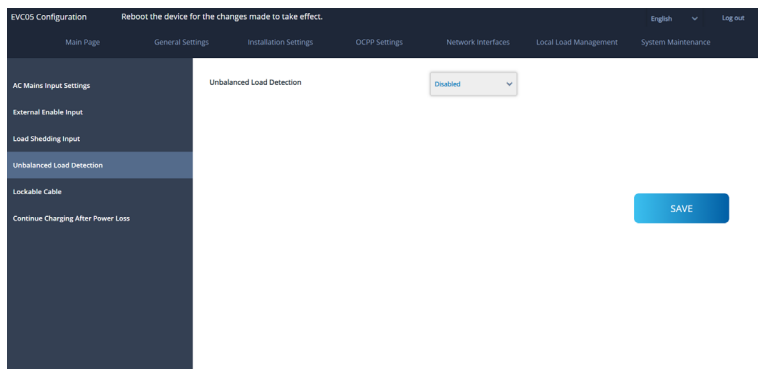 EVC05 Configuration Reboot the device for the changes made to take effect. English Log out
Main Page General Settings Installation Settings OCPP Settings Network Interfaces Local Load Management System Maintenance
AC Mains Input Settings
External Enable Input
Load Shedding Input
Unbalanced Load Detection
Lockable Cable
Continue Charging After Power Loss
Unbalanced Load Detection Disabled
SAVE